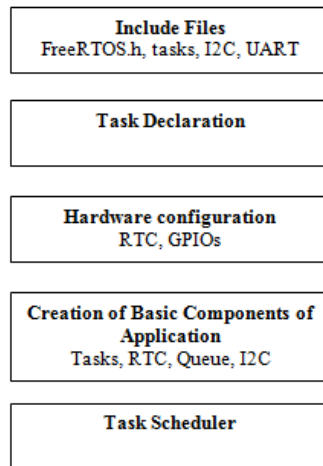 Include Files
FreeRTOS.h, tasks, I2C, UART
Task Declaration
Hardware configuration
RTC, GPIOs
Creation of Basic Components of
Application
Tasks, RTC, Queue, I2C
Task Scheduler